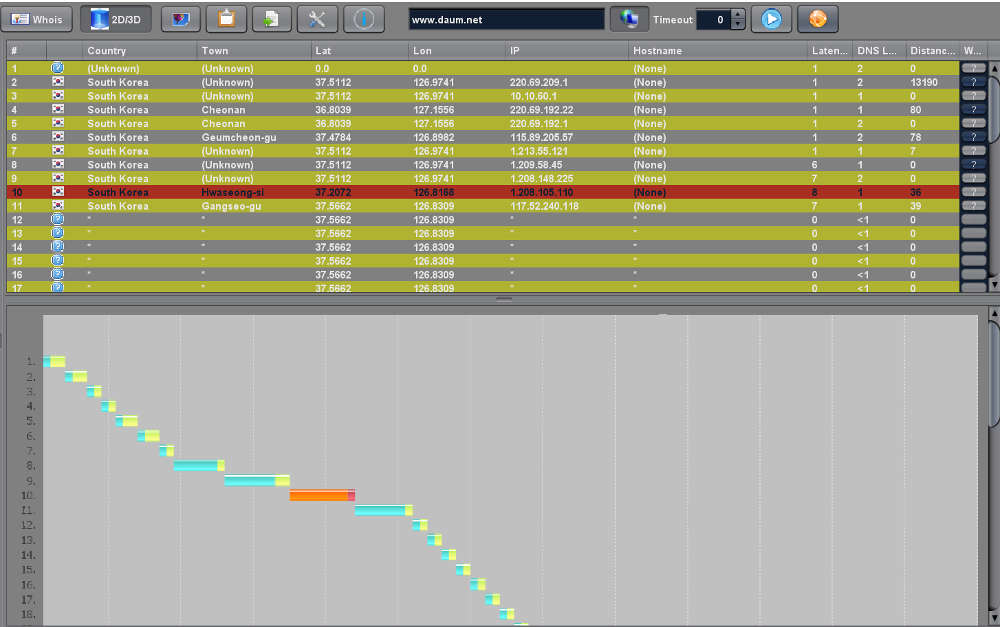 Whois 2D/3D www.daum.net Timeout 0
# Country Town Lat Lon IP Hostname Laten... DNS L... Distanc... W...
1 ? (Unknown) (Unknown) 0.0 0.0 (None) 1 2 0 ?
2 South Korea (Unknown) 37.5112 126.9741 220.69.209.1 (None) 1 2 13190 ?
3 South Korea (Unknown) 37.5112 126.9741 10.10.60.1 (None) 1 1 0 ?
4 South Korea Cheonan 36.8039 127.1556 220.69.192.22 (None) 1 1 80 ?
5 South Korea Cheonan 36.8039 127.1556 220.69.192.1 (None) 1 2 0 ?
6 South Korea Geumcheon-gu 37.4784 126.8982 115.89.205.57 (None) 1 2 78 ?
7 South Korea (Unknown) 37.5112 126.9741 1.213.55.121 (None) 1 1 7 ?
8 South Korea (Unknown) 37.5112 126.9741 1.209.58.45 (None) 6 1 0 ?
9 South Korea (Unknown) 37.5112 126.9741 1.208.148.225 (None) 7 2 0 ?
10 South Korea Hwaseong-si 37.2072 126.8168 1.208.105.110 (None) 8 1 36 ?
11 South Korea Gangseo-gu 37.5662 126.8309 117.52.240.118 (None) 7 1 39 ?
12 ? * * 37.5662 126.8309 * * 0 <1 0
13 ? * * 37.5662 126.8309 * * 0 <1 0
14 ? * * 37.5662 126.8309 * * 0 <1 0
15 ? * * 37.5662 126.8309 * * 0 <1 0
16 ? * * 37.5662 126.8309 * * 0 <1 0
17 ? * * 37.5662 126.8309 * * 0 <1 0
1.
2.
3.
4.
5.
6.
7.
8.
9.
10.
11.
12.
13.
14.
15.
16.
17.
18.